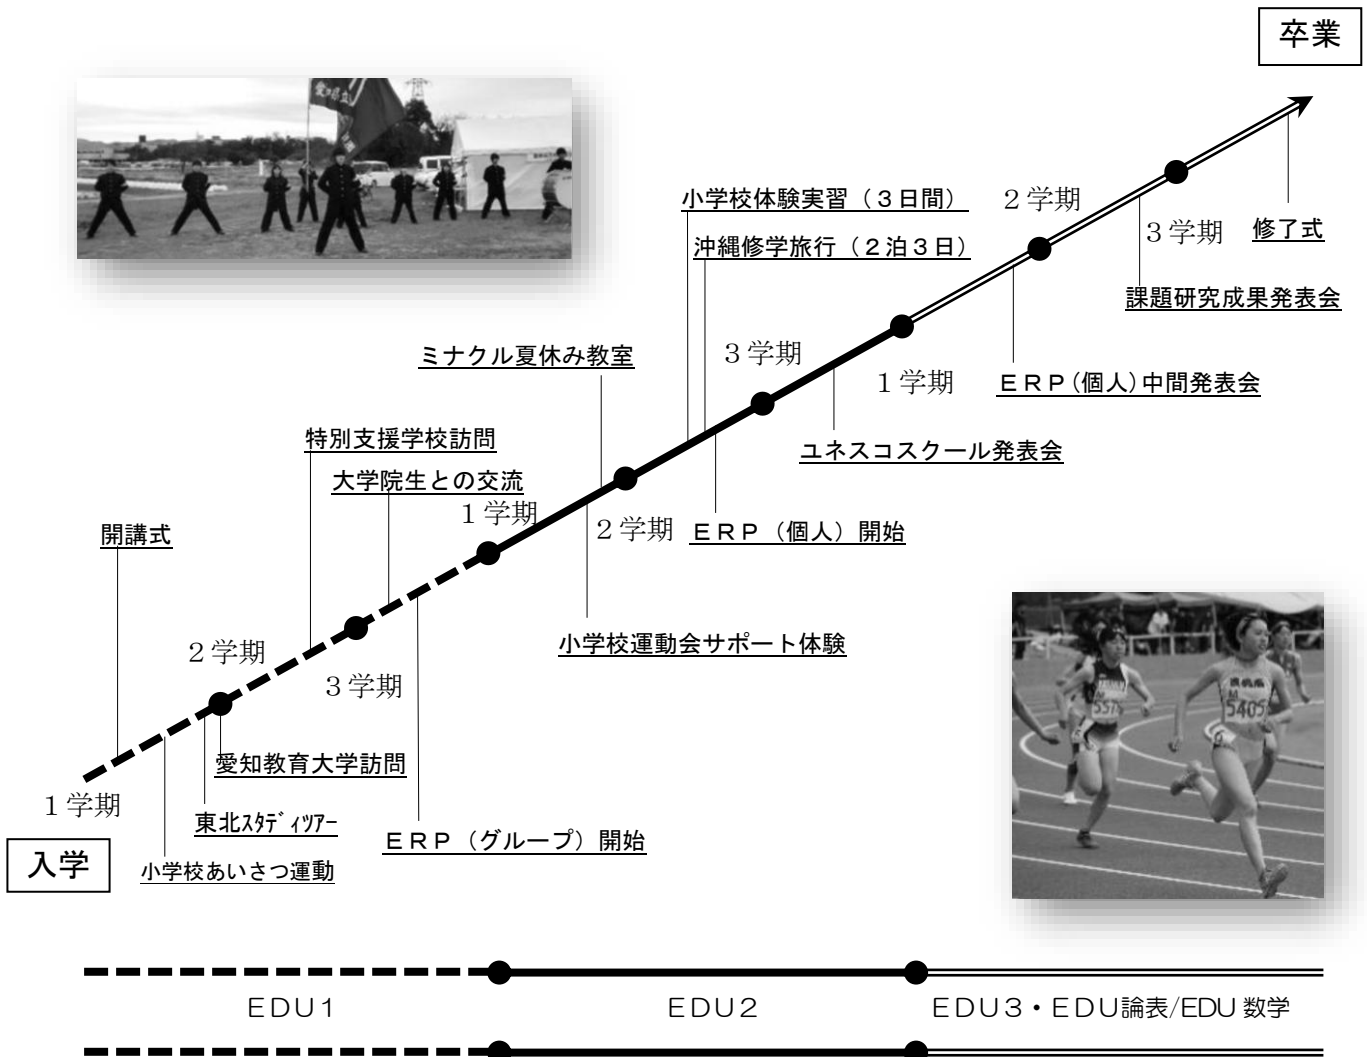 卒業
小学校体験実習（３日間）
２学期
沖縄修学旅行（２泊３日）
３学期
修了式
課題研究成果発表会
ミナクル夏休み教室
３学期
１学期
ＥＲＰ（個人）中間発表会
特別支援学校訪問
ユネスコスクール発表会
大学院生との交流
１学期
開講式
２学期
ＥＲＰ（個人）開始
２学期
小学校運動会サポート体験
３学期
愛知教育大学訪問
１学期
東北ｽﾀﾃﾞｨﾂｱｰ
ＥＲＰ（グループ）開始
入学
小学校あいさつ運動
5405
ＥＤＵ１
ＥＤＵ２
ＥＤＵ３・ＥＤＵ論表/EDU 数学